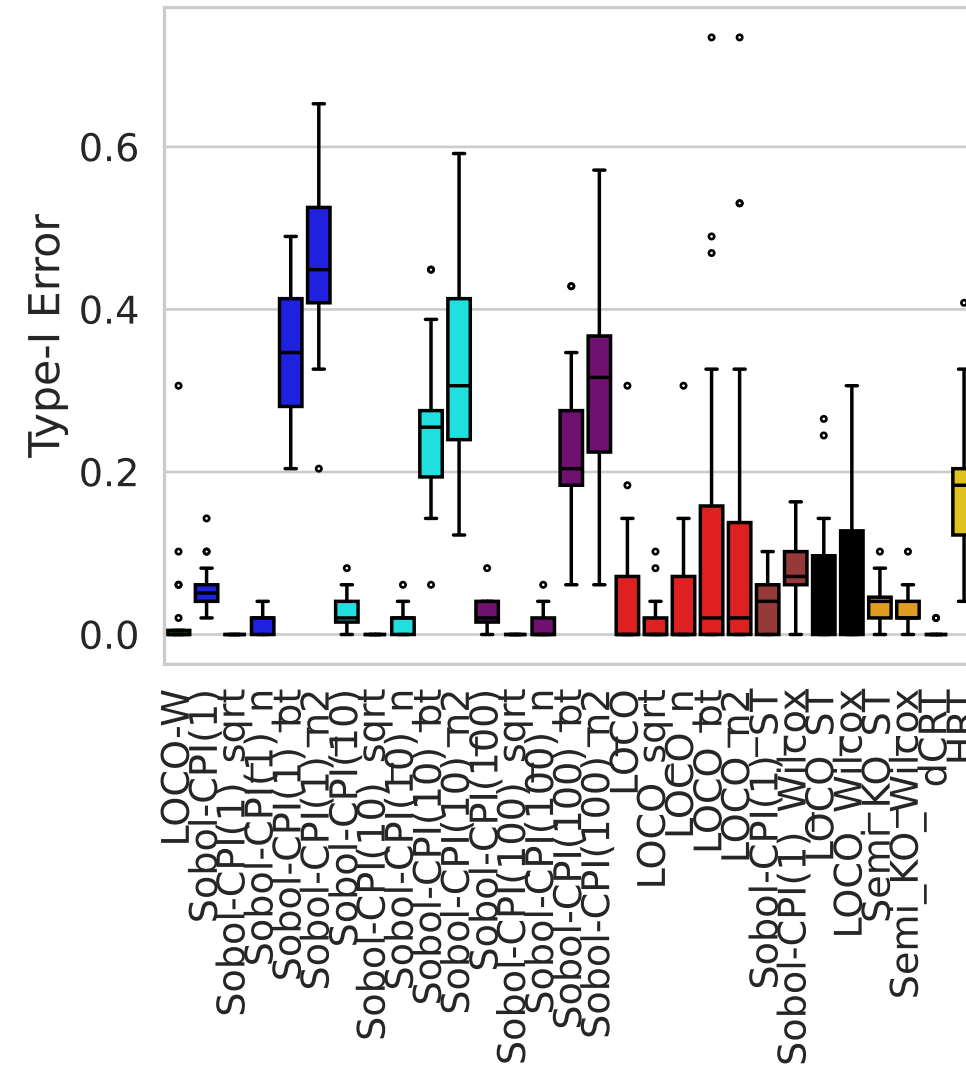 Type-I Error
0.6
0.4
0.2
0.0
LOCO-W
Sobol-CPI(1)
Sobol-CPI(1)_sqrt
Sobol-CPI(1)_n
Sobol-CPI(1)_bt
Sobol-CPI(1)_n2
Sobol-CPI(10)
Sobol-CPI(10)_sqrt
Sobol-CPI(10)_n
Sobol-CPI(10)_bt
Sobol-CPI(10)_n2
Sobol-CPI(100)
Sobol-CPI(100)_sqrt
Sobol-CPI(100)_n
Sobol-CPI(100)_bt
Sobol-CPI(100)_n2
LOCO
LOCO_sqrt
LOCO_n
LOCO_bt
LOCO_n2
Sobol-CPI(1)_ST
Sobol-CPI(1)_Wilcox
LOCO_ST
LOCO_Wilcox
Semi_KO_ST
Semi_KO_Wilcox
dCRT
HRT